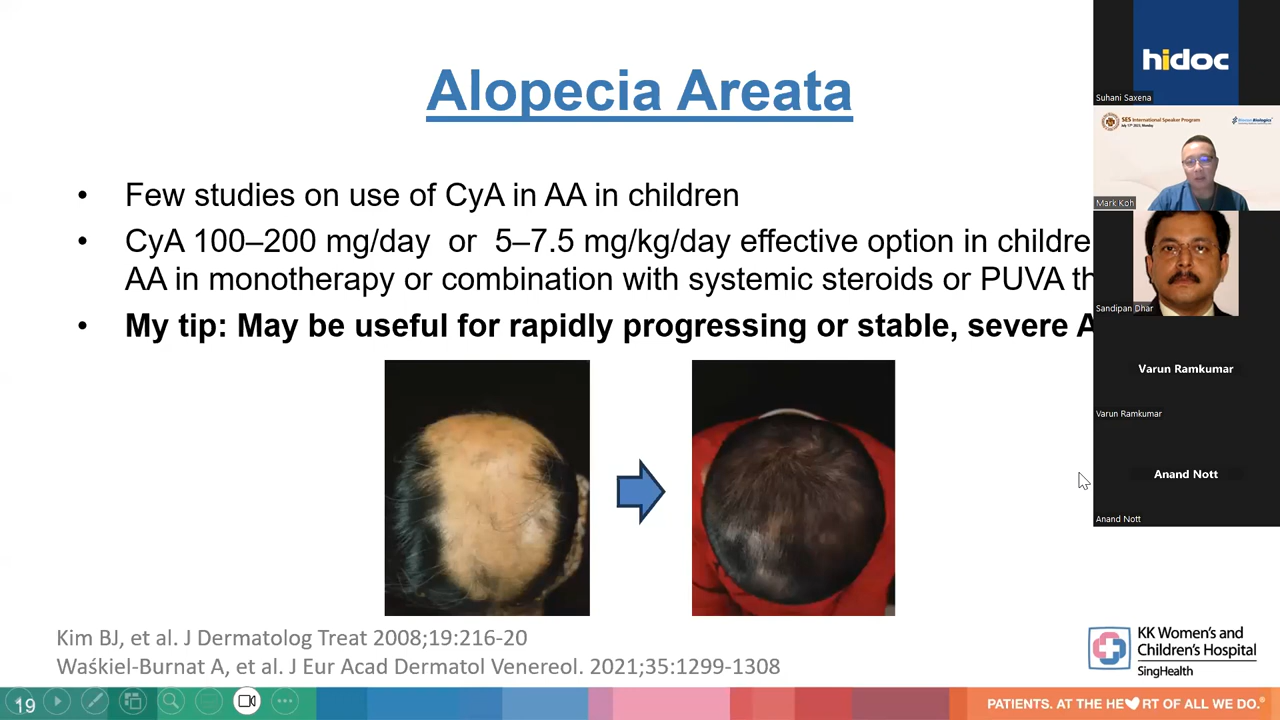 Alopecia Areata
• Few studies on use of CyA in AA in children
• CyA 100–200 mg/day or 5–7.5 mg/kg/day effective option in childre
AA in monotherapy or combination with systemic steroids or PUVA th
• My tip: May be useful for rapidly progressing or stable, severe A
Kim BJ, et al. J Dermatolog Treat 2008;19:216-20
Waśkiel-Burnat A, et al. J Eur Acad Dermatol Venereol. 2021;35:1299-1308
KK Women's and
Children's Hospital
SingHealth
19
PATIENTS. AT THE HE♥RT OF ALL WE DO.®
hidoc
Suhani Saxena
SES International Speaker Program
Mark Koh
Sandipan Dhar
Varun Ramkumar
Varun Ramkumar
Anand Nott
Anand Nott